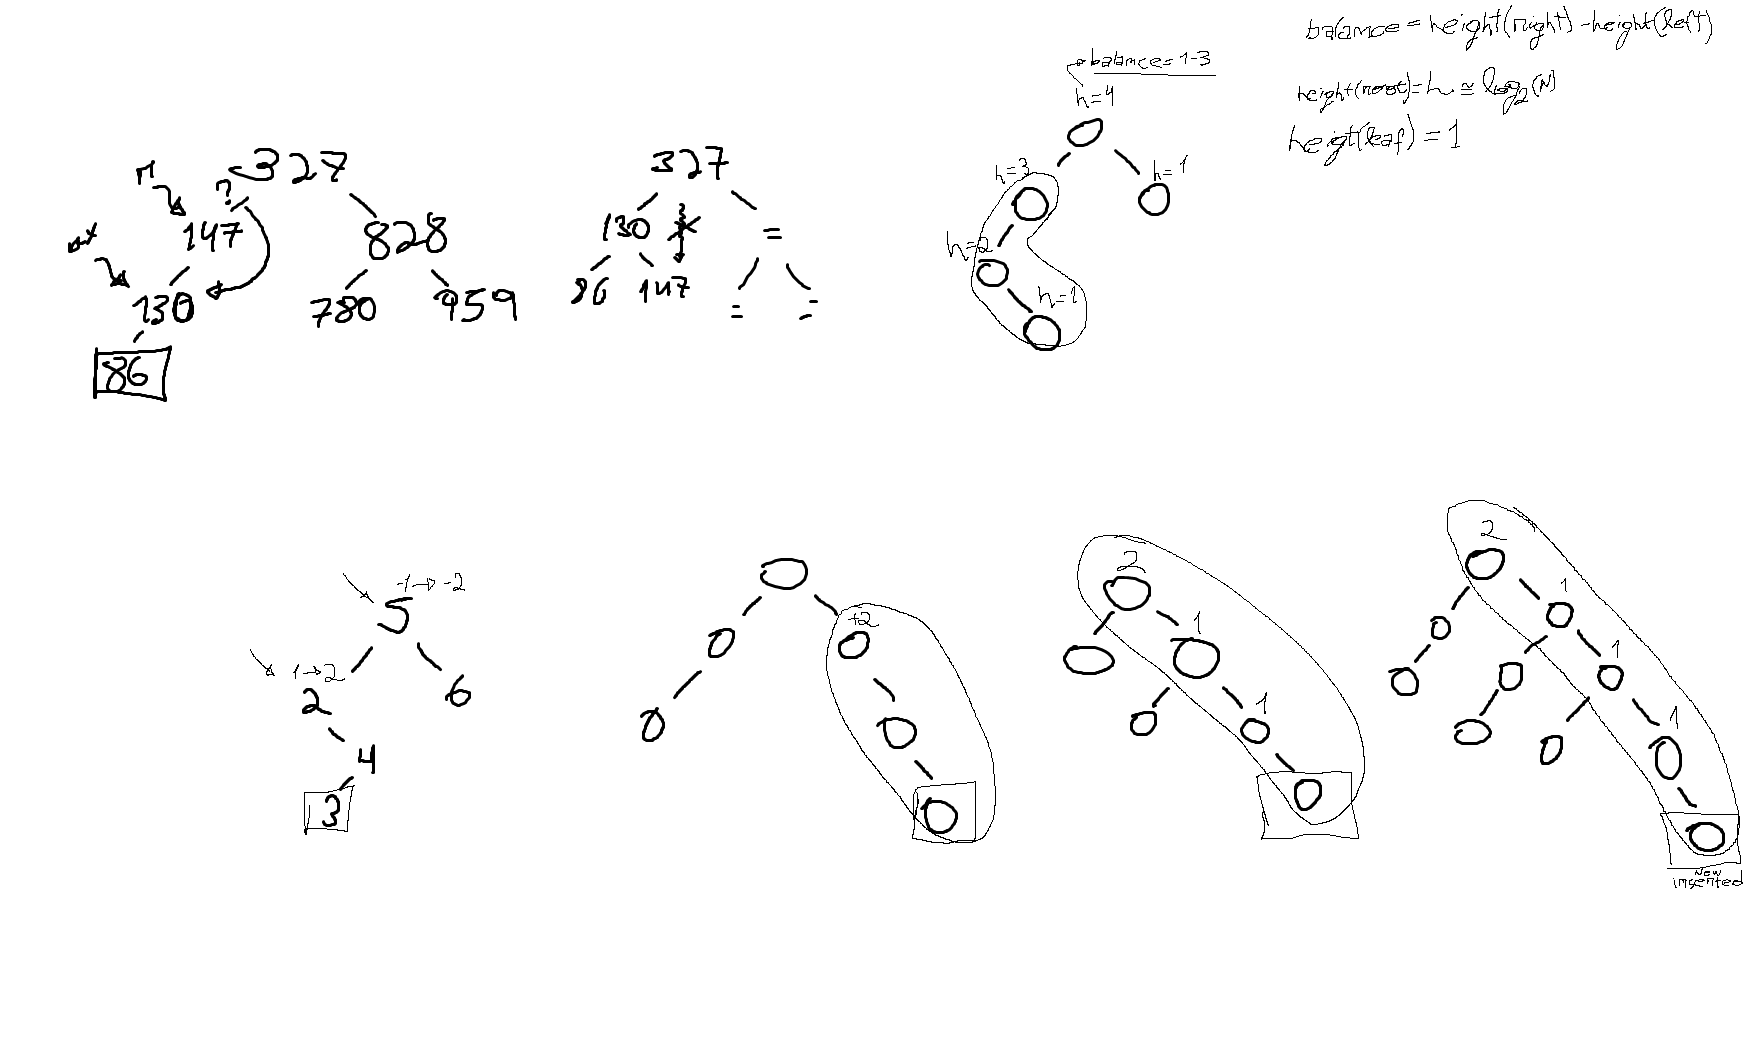 balance = height(right) - height(left)
balance = 1-3
height(root) = h ≅ log₂(N)
h=4
height(leaf) = 1
? 327
147
828
130
780 959
86
327
130 =
86 147
= =
h=3 h=1
h=2
h=1
-1→-2
5
1→2
2 6
4
3
+2
2
1
1
2
1
1
1
New
inserted